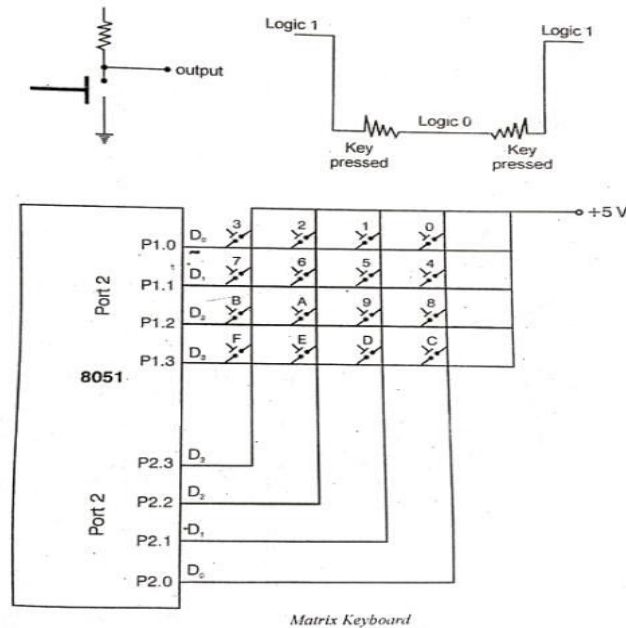 Logic 1
Logic 1
output
Logic 0
Key
pressed
Key
pressed
+5 V
3 2 1 0
P1.0 D₀
7 6 5 4
P1.1 D₁
Port 2
B A 9 8
P1.2 D₂
F E D C
P1.3 D₃
8051
P2.3 D₃
P2.2 D₂
Port 2
P2.1 D₁
P2.0 D₀
Matrix Keyboard